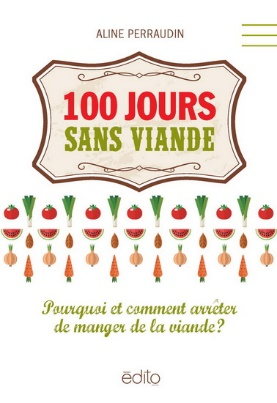 ALINE PERRAUDIN
100 JOURS
SANS VIANDE
Pourquoi et comment arrêter
de manger de la viande?
édito